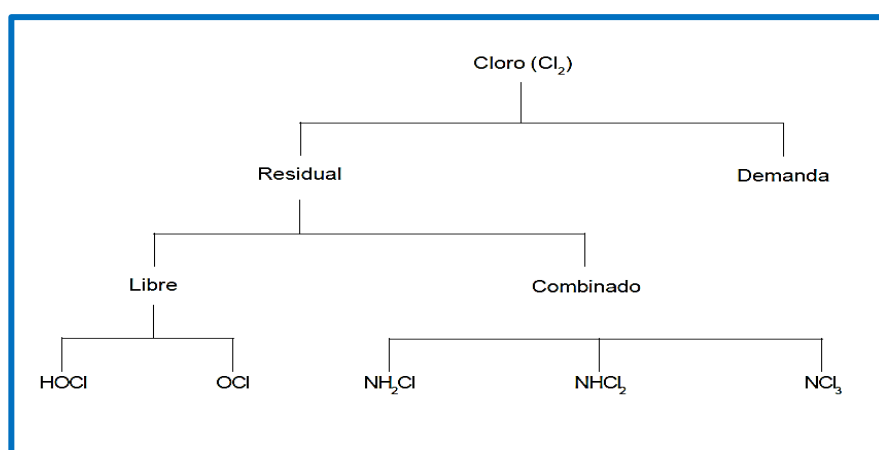 Cloro (Cl₂)
Residual
Demanda
Libre
Combinado
HOCl
OCl
NH₂Cl
NHCl₂
NCl₃